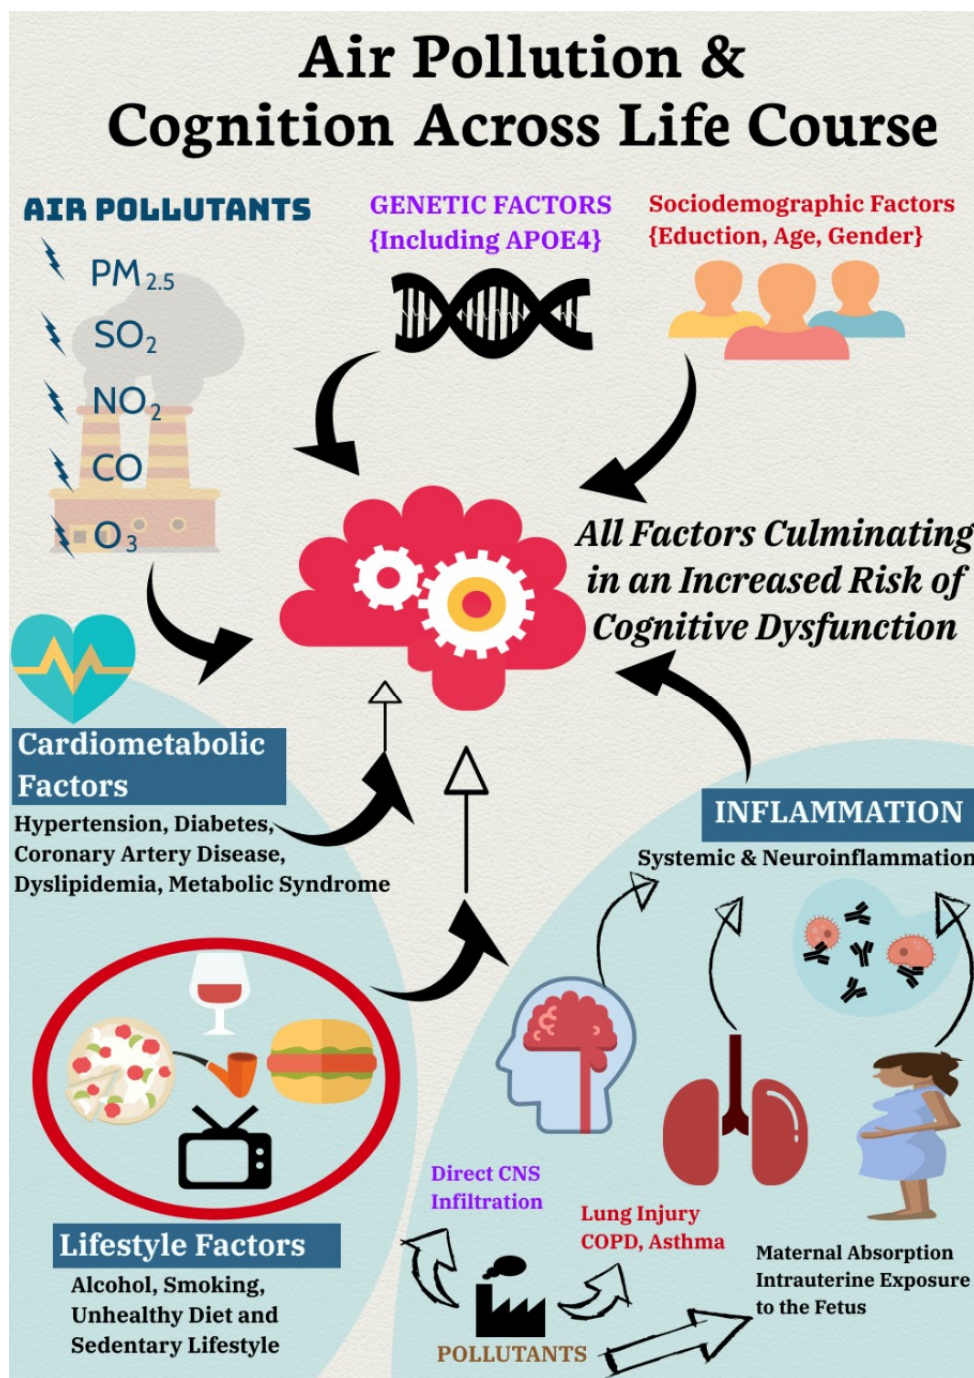 Air Pollution &
Cognition Across Life Course
AIR POLLUTANTS
PM2.5
SO2
NO2
CO
O3
GENETIC FACTORS
{Including APOE4}
Sociodemographic Factors
{Eduction, Age, Gender}
All Factors Culminating
in an Increased Risk of
Cognitive Dysfunction
Cardiometabolic
Factors
Hypertension, Diabetes,
Coronary Artery Disease,
Dyslipidemia, Metabolic Syndrome
INFLAMMATION
Systemic & Neuroinflammation
Lifestyle Factors
Alcohol, Smoking,
Unhealthy Diet and
Sedentary Lifestyle
Direct CNS
Infiltration
Lung Injury
COPD, Asthma
Maternal Absorption
Intrauterine Exposure
to the Fetus
POLLUTANTS